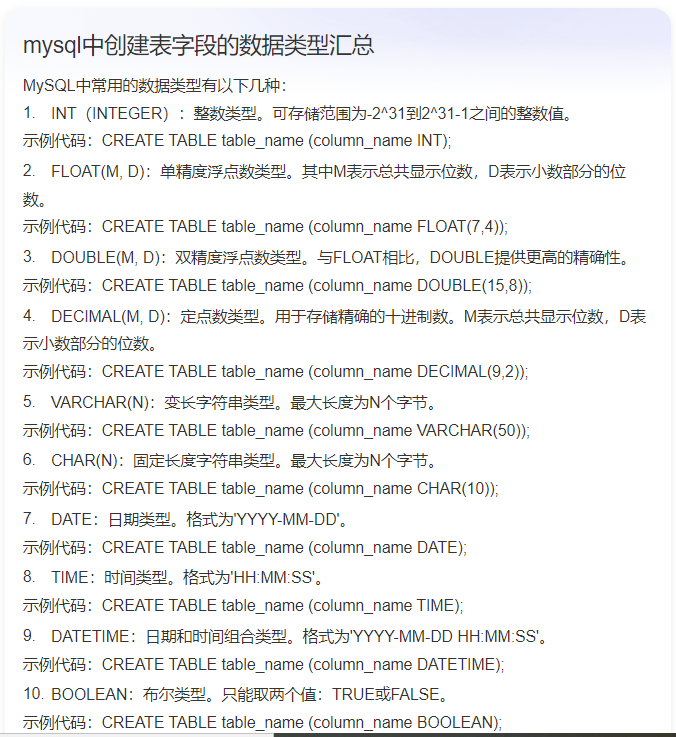 mysql中创建表字段的数据类型汇总
MySQL中常用的数据类型有以下几种：
1. INT（INTEGER）：整数类型。可存储范围为-2^31到2^31-1之间的整数值。
示例代码：CREATE TABLE table_name (column_name INT);
2. FLOAT(M, D)：单精度浮点数类型。其中M表示总共显示位数，D表示小数部分的位
数。
示例代码：CREATE TABLE table_name (column_name FLOAT(7,4));
3. DOUBLE(M, D)：双精度浮点数类型。与FLOAT相比，DOUBLE提供更高的精确性。
示例代码：CREATE TABLE table_name (column_name DOUBLE(15,8));
4. DECIMAL(M, D)：定点数类型。用于存储精确的十进制数。M表示总共显示位数，D表
示小数部分的位数。
示例代码：CREATE TABLE table_name (column_name DECIMAL(9,2));
5. VARCHAR(N)：变长字符串类型。最大长度为N个字节。
示例代码：CREATE TABLE table_name (column_name VARCHAR(50));
6. CHAR(N)：固定长度字符串类型。最大长度为N个字节。
示例代码：CREATE TABLE table_name (column_name CHAR(10));
7. DATE：日期类型。格式为'YYYY-MM-DD'。
示例代码：CREATE TABLE table_name (column_name DATE);
8. TIME：时间类型。格式为'HH:MM:SS'。
示例代码：CREATE TABLE table_name (column_name TIME);
9. DATETIME：日期和时间组合类型。格式为'YYYY-MM-DD HH:MM:SS'。
示例代码：CREATE TABLE table_name (column_name DATETIME);
10. BOOLEAN：布尔类型。只能取两个值：TRUE或FALSE。
示例代码：CREATE TABLE table_name (column_name BOOLEAN);